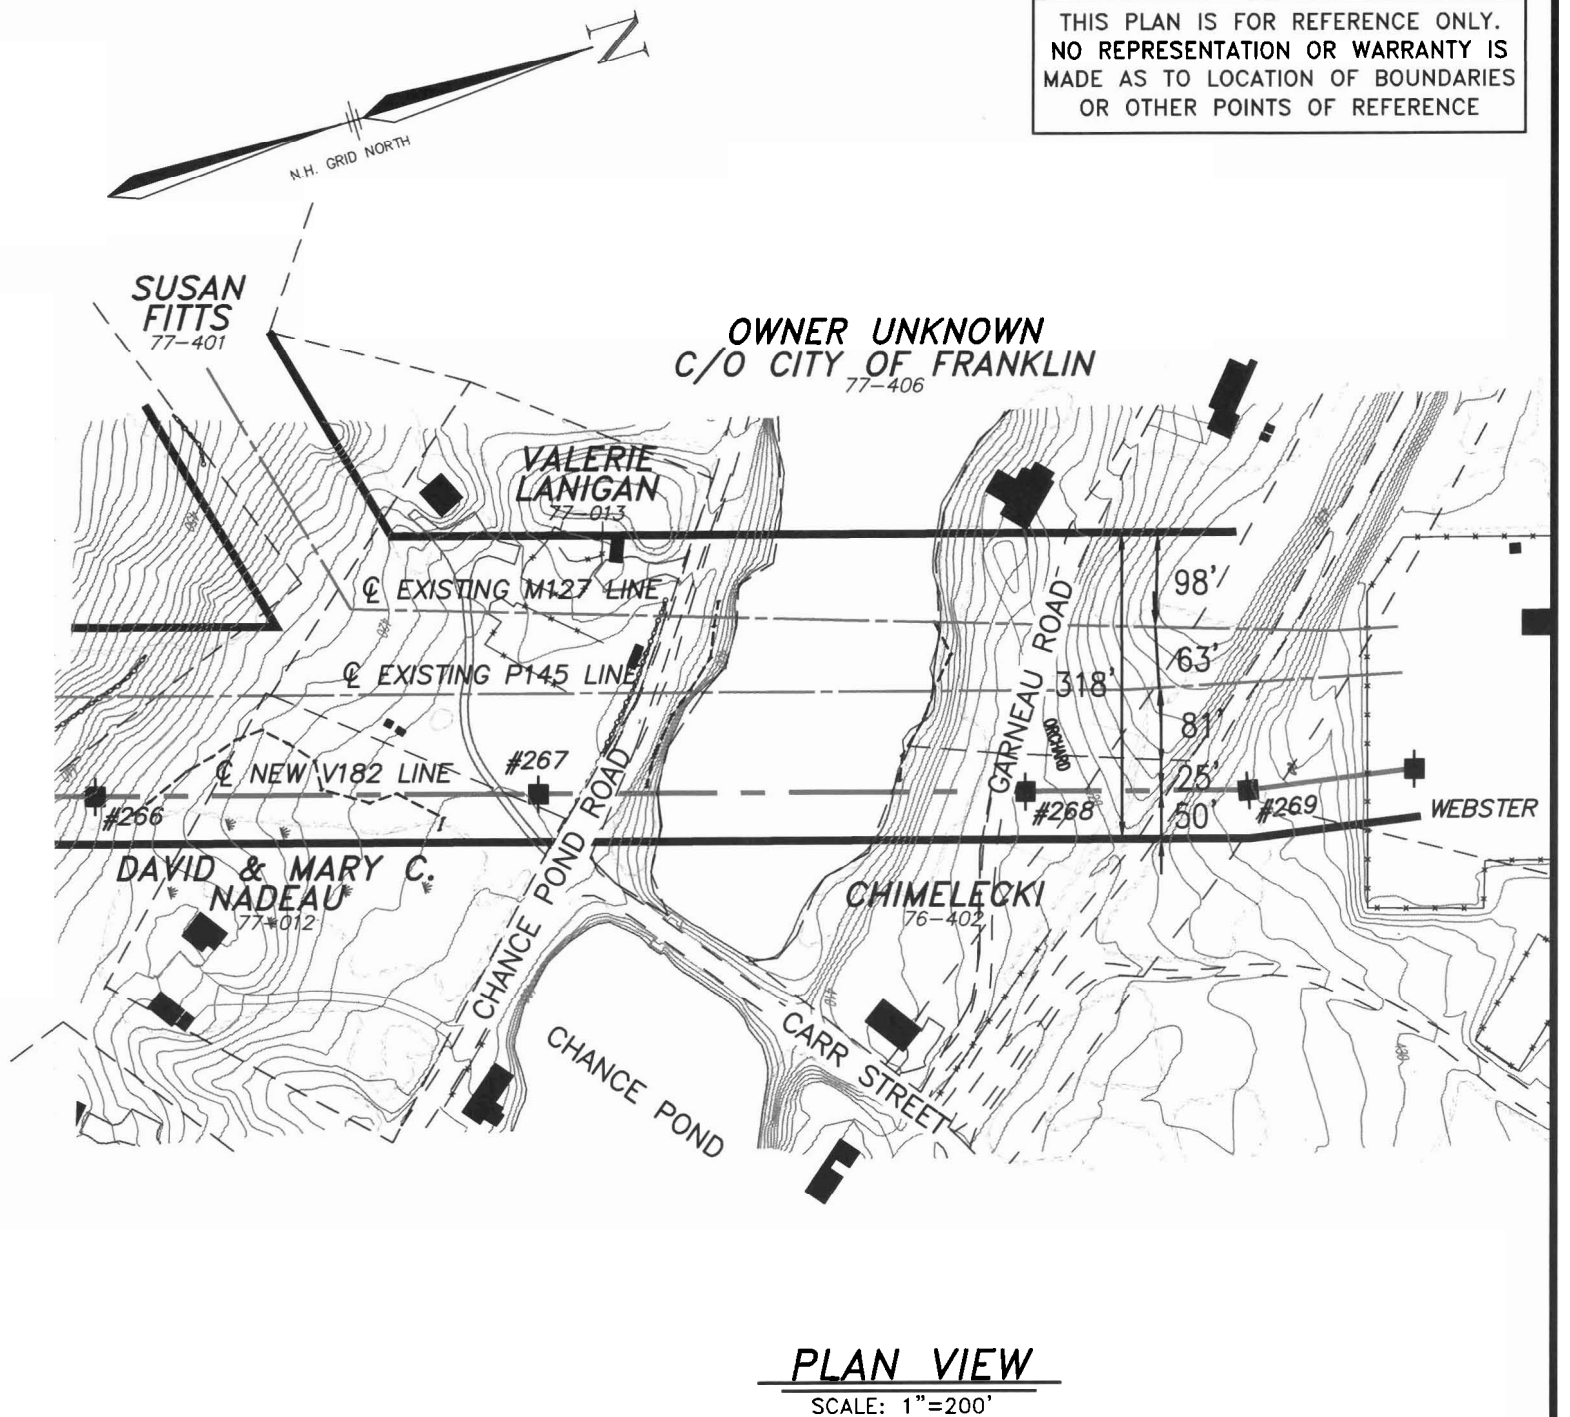 THIS PLAN IS FOR REFERENCE ONLY.
NO REPRESENTATION OR WARRANTY IS
MADE AS TO LOCATION OF BOUNDARIES
OR OTHER POINTS OF REFERENCE
N
N.H. GRID NORTH
SUSAN
FITTS
77-401
OWNER UNKNOWN
C/O CITY OF FRANKLIN
77-406
VALERIE
LANIGAN
77-013
℄ EXISTING M127 LINE
℄ EXISTING P145 LINE
℄ NEW V182 LINE
98'
63'
318'
81'
25'
50'
GARNEAU ROAD
ORCHARD
#266
#267
#268
#269
WEBSTER
DAVID & MARY C.
NADEAU
77-012
CHANCE POND ROAD
CHIMELECKI
76-402
CHANCE POND
CARR STREET
PLAN VIEW
SCALE: 1"=200'